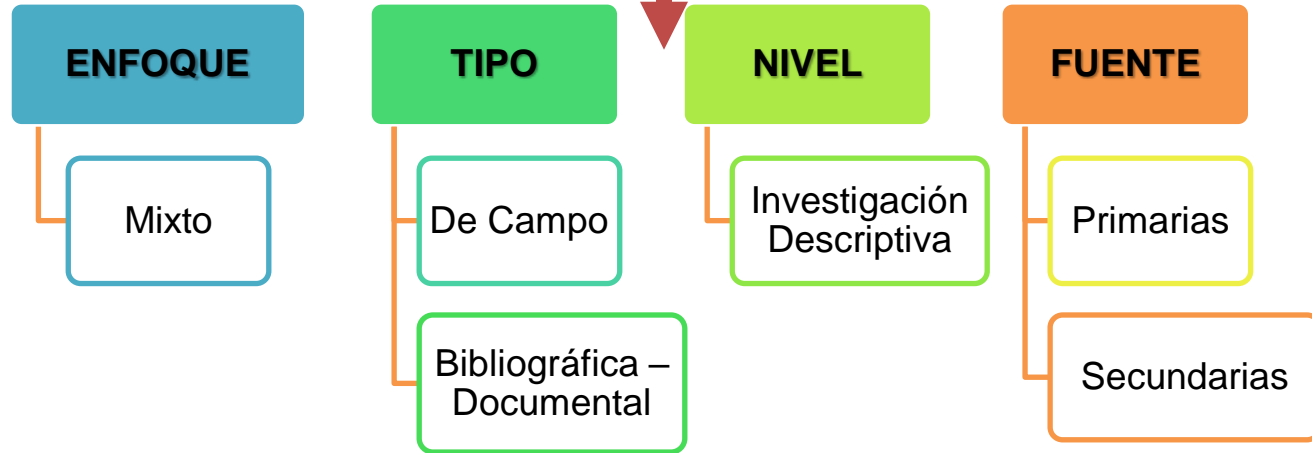 ENFOQUE
Mixto
TIPO
De Campo
Bibliográfica –
Documental
NIVEL
Investigación
Descriptiva
FUENTE
Primarias
Secundarias